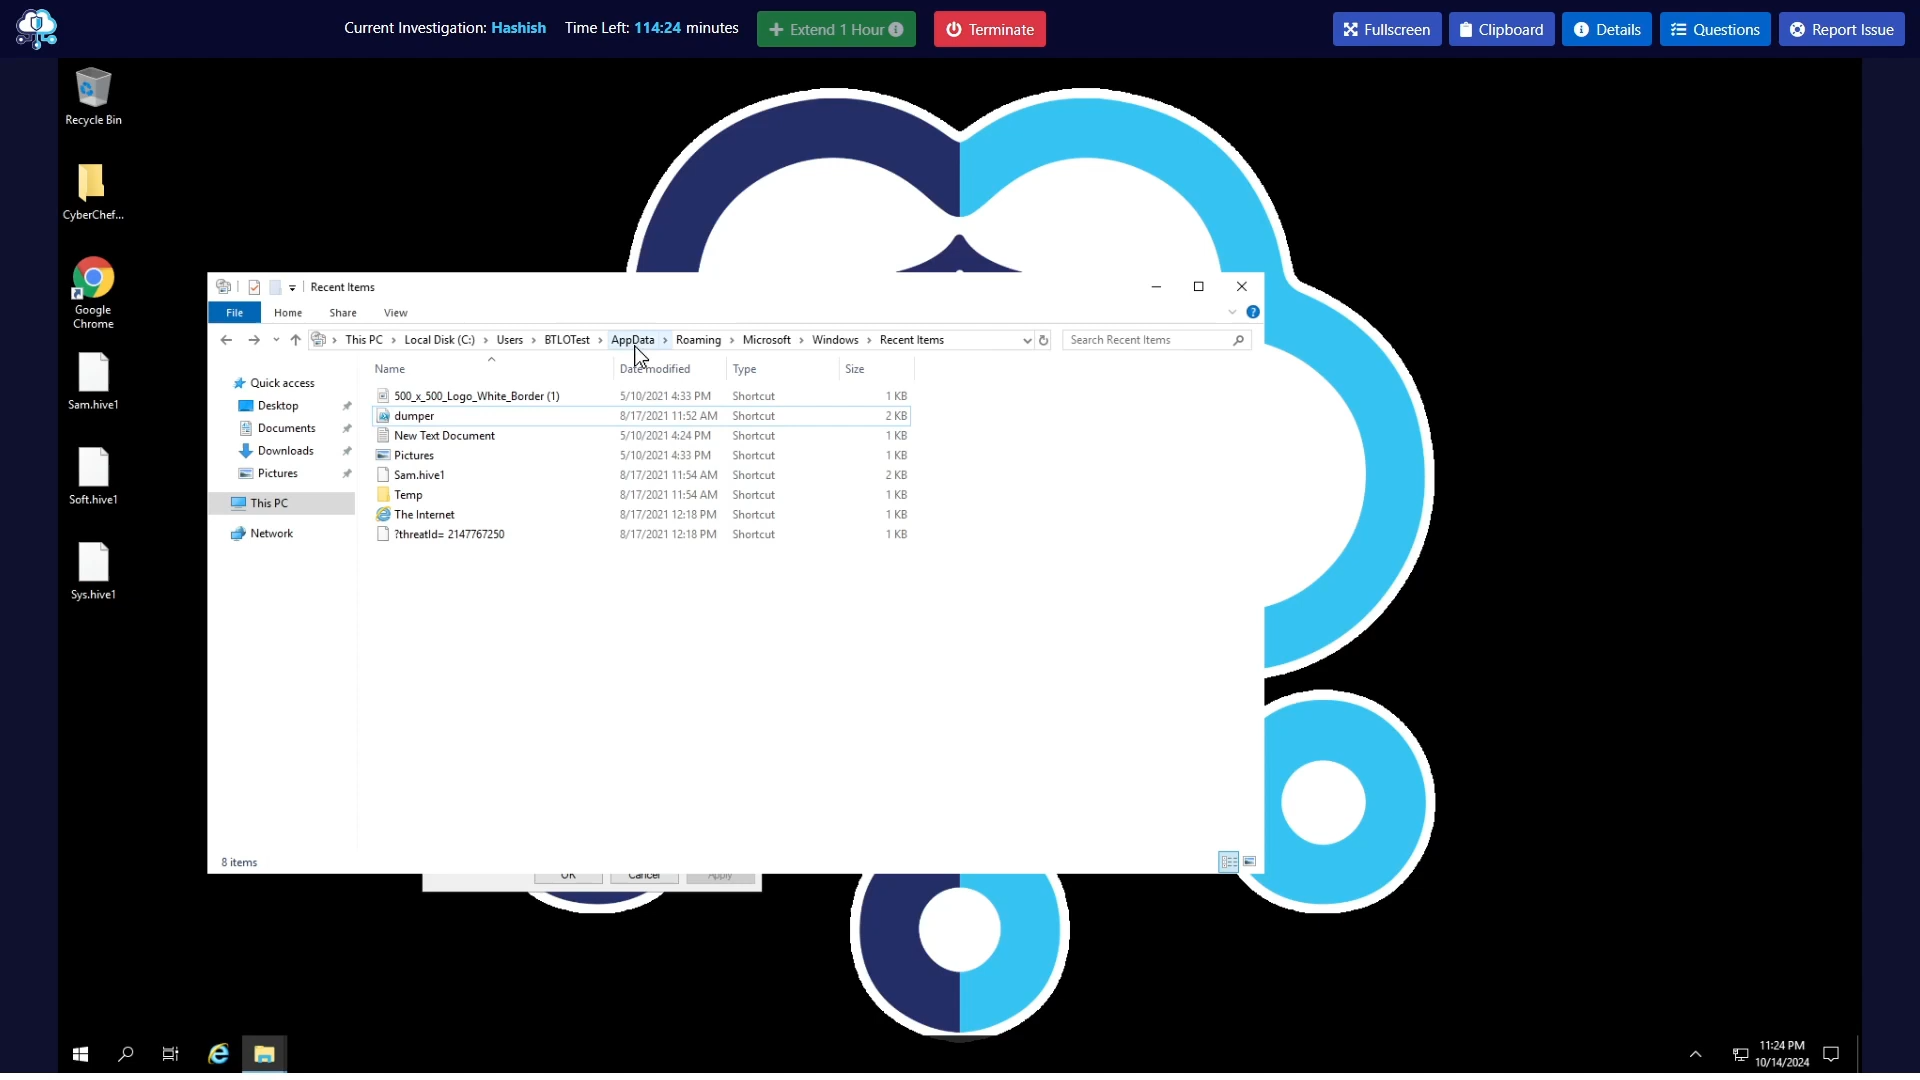 Current Investigation: Hashish Time Left: 114:24 minutes Extend 1 Hour Terminate Fullscreen Clipboard Details Questions Report Issue
Recycle Bin
CyberChef...
Google
Chrome
Sam.hive1
Soft.hive1
Sys.hive1
Recent Items
File Home Share View
This PC Local Disk (C:) Users BTLOTest AppData Roaming Microsoft Windows Recent Items Search Recent Items
Name Date modified Type Size
Quick access
Desktop
Documents
Downloads
Pictures
This PC
Network
500_x_500_Logo_White_Border (1) 5/10/2021 4:33 PM Shortcut 1 KB
dumper 8/17/2021 11:52 AM Shortcut 2 KB
New Text Document 5/10/2021 4:24 PM Shortcut 1 KB
Pictures 5/10/2021 4:33 PM Shortcut 1 KB
Sam.hive1 8/17/2021 11:54 AM Shortcut 2 KB
Temp 8/17/2021 11:54 AM Shortcut 1 KB
The Internet 8/17/2021 12:18 PM Shortcut 1 KB
?threatId= 2147767250 8/17/2021 12:18 PM Shortcut 1 KB
8 items
OK Cancel Apply
11:24 PM
10/14/2024